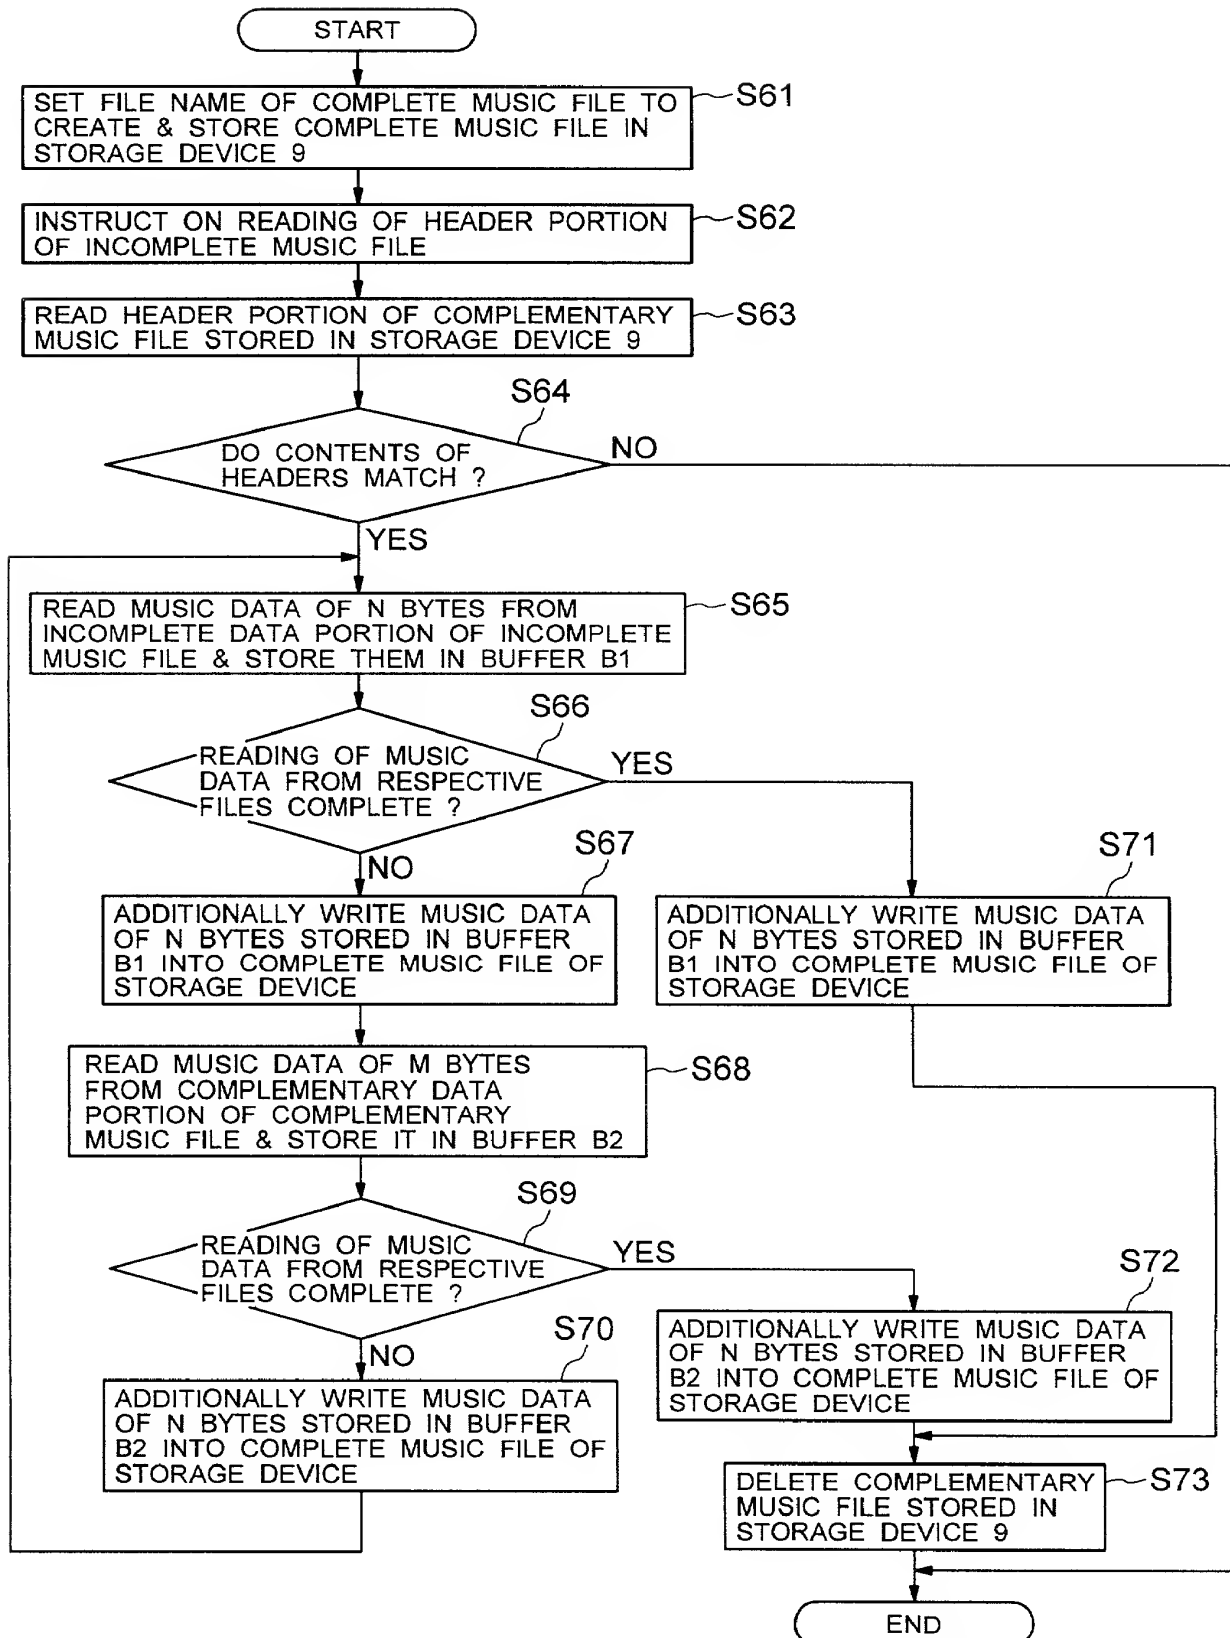 START
S61
SET FILE NAME OF COMPLETE MUSIC FILE TO
CREATE & STORE COMPLETE MUSIC FILE IN
STORAGE DEVICE 9
S62
INSTRUCT ON READING OF HEADER PORTION
OF INCOMPLETE MUSIC FILE
S63
READ HEADER PORTION OF COMPLEMENTARY
MUSIC FILE STORED IN STORAGE DEVICE 9
S64
DO CONTENTS OF
HEADERS MATCH ?
NO
YES
S65
READ MUSIC DATA OF N BYTES FROM
INCOMPLETE DATA PORTION OF INCOMPLETE
MUSIC FILE & STORE THEM IN BUFFER B1
S66
READING OF MUSIC
DATA FROM RESPECTIVE
FILES COMPLETE ?
YES
NO
S67
ADDITIONALLY WRITE MUSIC DATA
OF N BYTES STORED IN BUFFER
B1 INTO COMPLETE MUSIC FILE OF
STORAGE DEVICE
S71
ADDITIONALLY WRITE MUSIC DATA
OF N BYTES STORED IN BUFFER
B1 INTO COMPLETE MUSIC FILE OF
STORAGE DEVICE
S68
READ MUSIC DATA OF M BYTES
FROM COMPLEMENTARY DATA
PORTION OF COMPLEMENTARY
MUSIC FILE & STORE IT IN BUFFER B2
S69
READING OF MUSIC
DATA FROM RESPECTIVE
FILES COMPLETE ?
YES
NO
S70
ADDITIONALLY WRITE MUSIC DATA
OF N BYTES STORED IN BUFFER
B2 INTO COMPLETE MUSIC FILE OF
STORAGE DEVICE
S72
ADDITIONALLY WRITE MUSIC DATA
OF N BYTES STORED IN BUFFER
B2 INTO COMPLETE MUSIC FILE OF
STORAGE DEVICE
S73
DELETE COMPLEMENTARY
MUSIC FILE STORED IN
STORAGE DEVICE 9
END